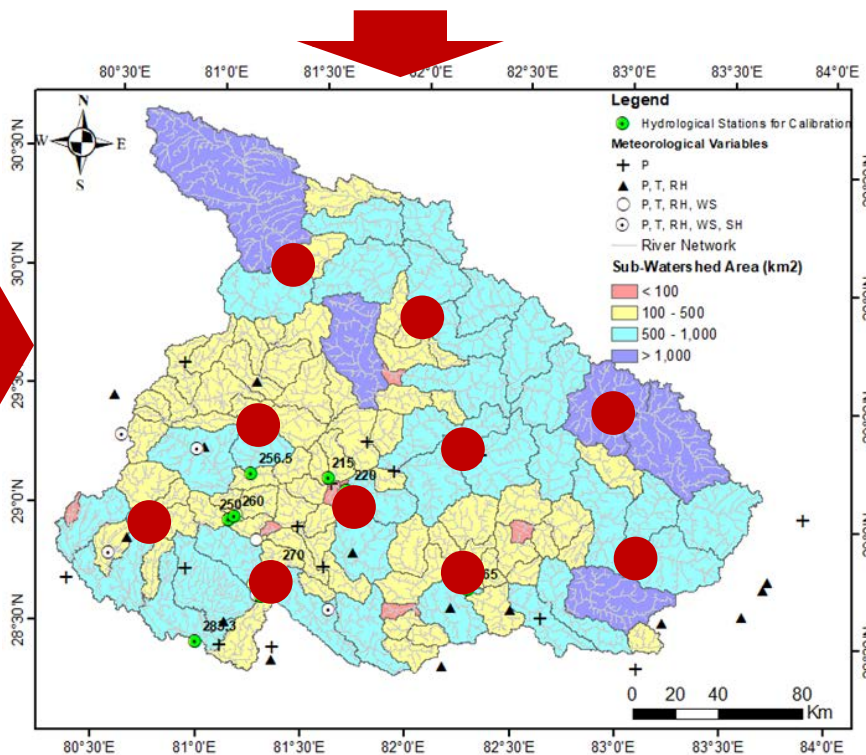 80°30'E 81°0'E 81°30'E 82°0'E 82°30'E 83°0'E 83°30'E 84°0'E
N
W E
S
Legend
Hydrological Stations for Calibration
Meteorological Variables
P
P, T, RH
P, T, RH, WS
P, T, RH, WS, SH
River Network
Sub-Watershed Area (km2)
< 100
100 - 500
500 - 1,000
> 1,000
30°30'N
30°0'N
29°30'N
29°0'N
28°30'N
256.5
215
220
250
260
270
65
0 20 40 80
Km
80°30'E 81°0'E 81°30'E 82°0'E 82°30'E 83°0'E 83°30'E